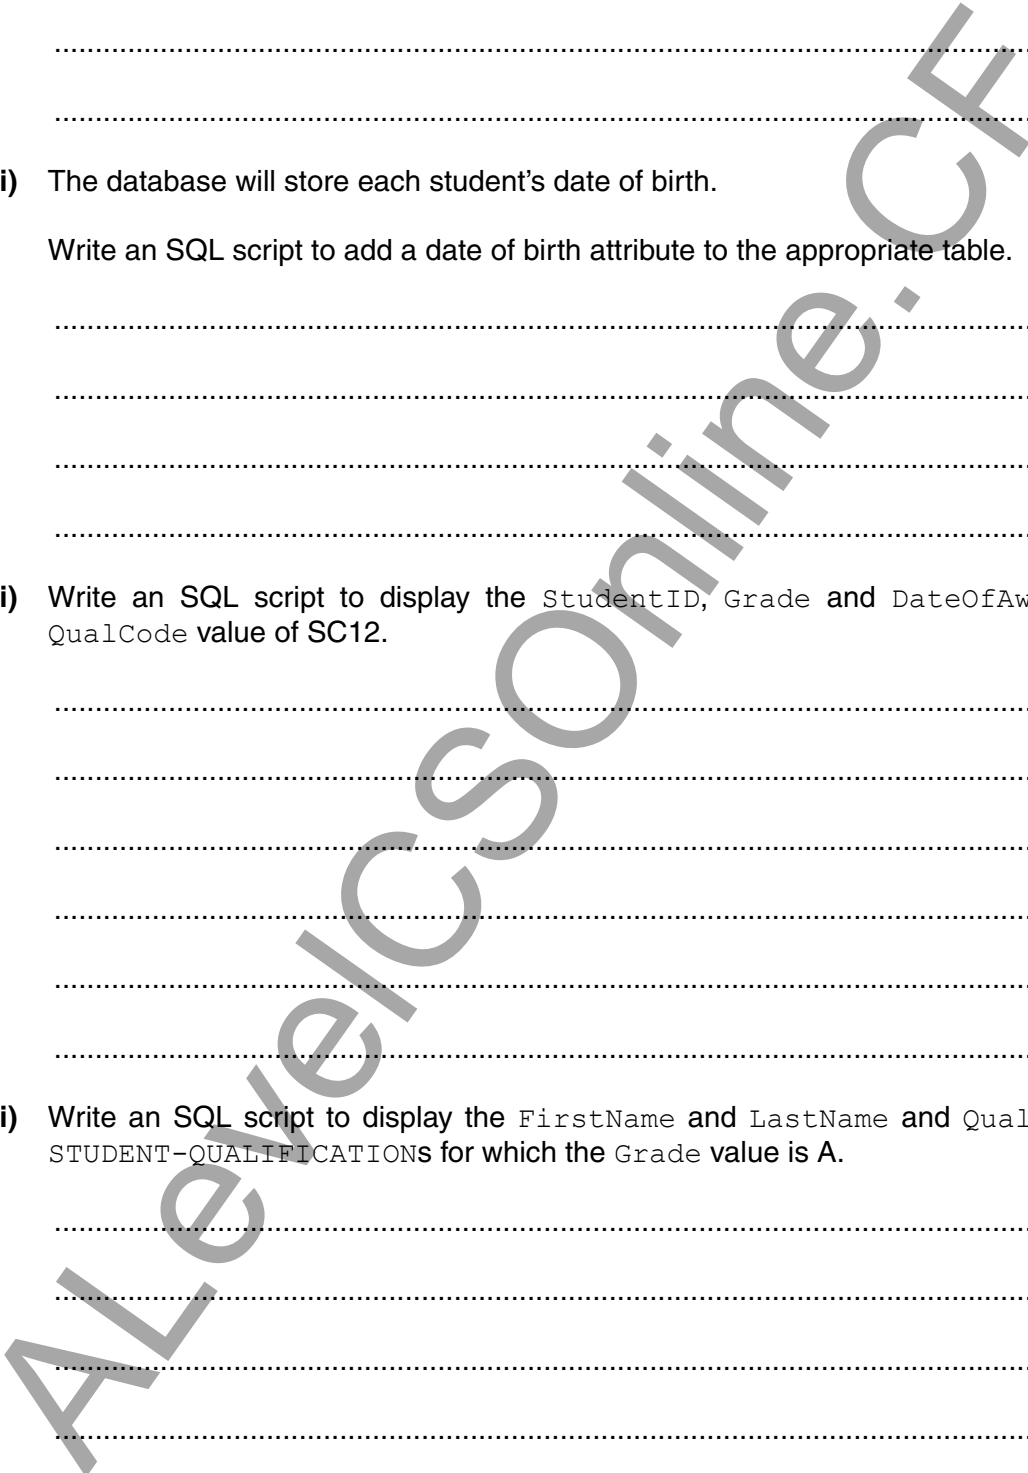 i) The database will store each student's date of birth.
Write an SQL script to add a date of birth attribute to the appropriate table.
i) Write an SQL script to display the StudentID, Grade and DateOfAw
QualCode value of SC12.
i) Write an SQL script to display the FirstName and LastName and Qual
STUDENT-QUALIFICATIONs for which the Grade value is A.
ALevelCSOnline.CF